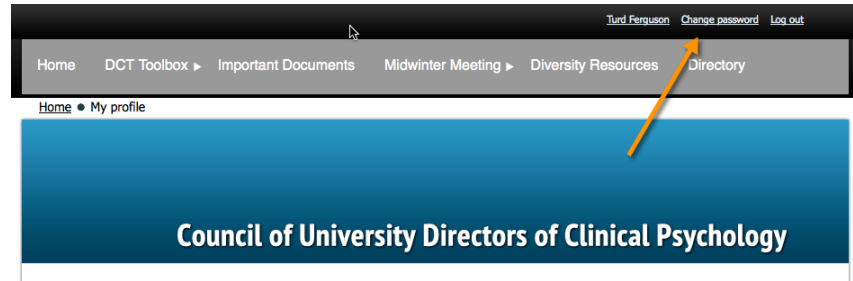 Turd Ferguson Change password Log out
Home DCT Toolbox ▶ Important Documents Midwinter Meeting ▶ Diversity Resources Directory
Home ● My profile
Council of University Directors of Clinical Psychology